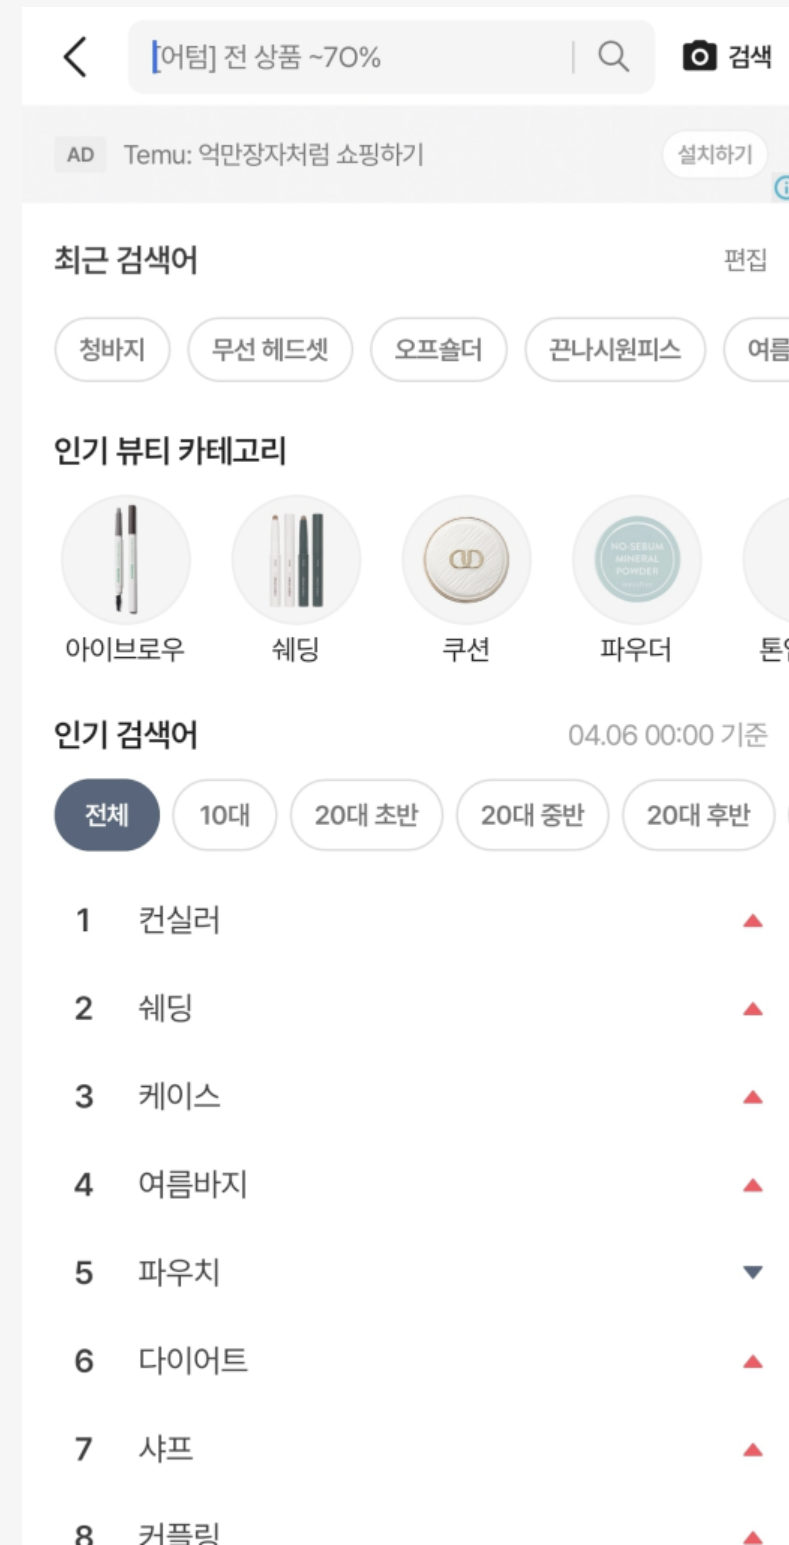 [어텀] 전 상품 ~70% 검색
AD Temu: 억만장자처럼 쇼핑하기 설치하기
최근 검색어 편집
청바지 무선 헤드셋 오프숄더 끈나시원피스 여름
인기 뷰티 카테고리
NO·SEBUM
MINERAL
POWDER
아이브로우 쉐딩 쿠션 파우더
인기 검색어 04.06 00:00 기준
전체 10대 20대 초반 20대 중반 20대 후반
1 컨실러
2 쉐딩
3 케이스
4 여름바지
5 파우치
6 다이어트
7 샤프
8 커플링